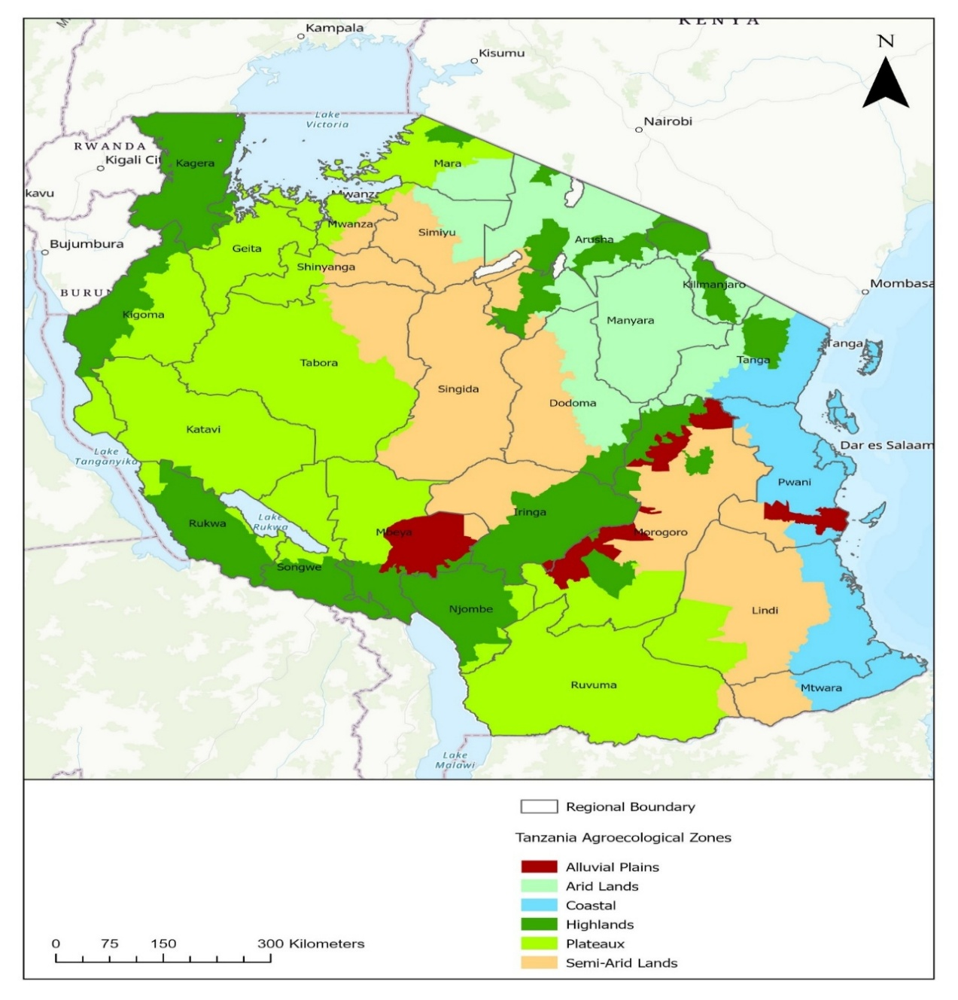 KENYA
Kampala
Kisumu
N
Lake
Victoria
Nairobi
RWANDA
Kigali Cit
Kagera
Mara
kavu
Mwanza
Mwanza
Simiyu
Bujumbura
Geita
Arusha
Shinyanga
Mombasa
BURUN
Kilimanjaro
Kigoma
Manyara
Tanga
Tabora
Tanga
Singida
Dodoma
Katavi
Dar es Salaam
Lake
Tanganyika
Pwani
Iringa
Rukwa
Lake
Rukwa
Mbeya
Morogoro
Songwe
Njombe
Lindi
Ruvuma
Mtwara
Lake
Malawi
Regional Boundary
Tanzania Agroecological Zones
Alluvial Plains
Arid Lands
Coastal
Highlands
Plateaux
Semi-Arid Lands
0 75 150 300 Kilometers